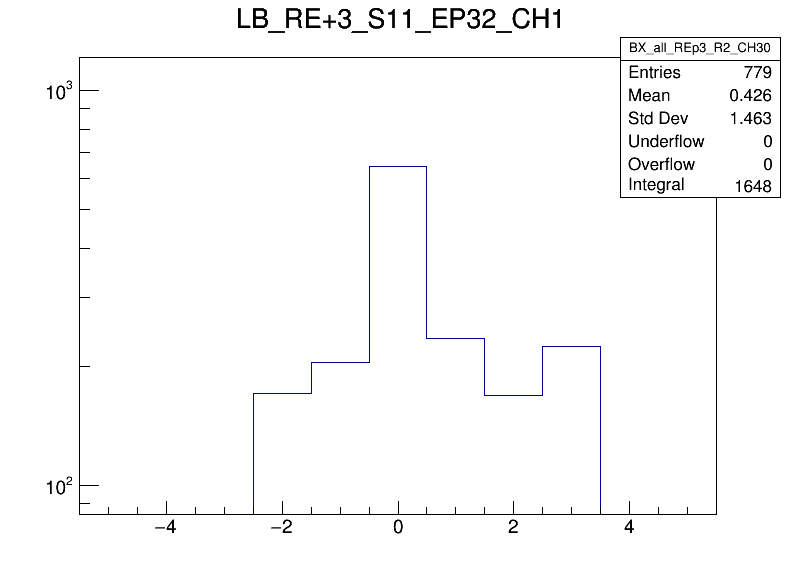 LB_RE+3_S11_EP32_CH1
BX_all_REp3_R2_CH30
Entries 779
Mean 0.426
Std Dev 1.463
Underflow 0
Overflow 0
Integral 1648
10³
10²
−4 −2 0 2 4